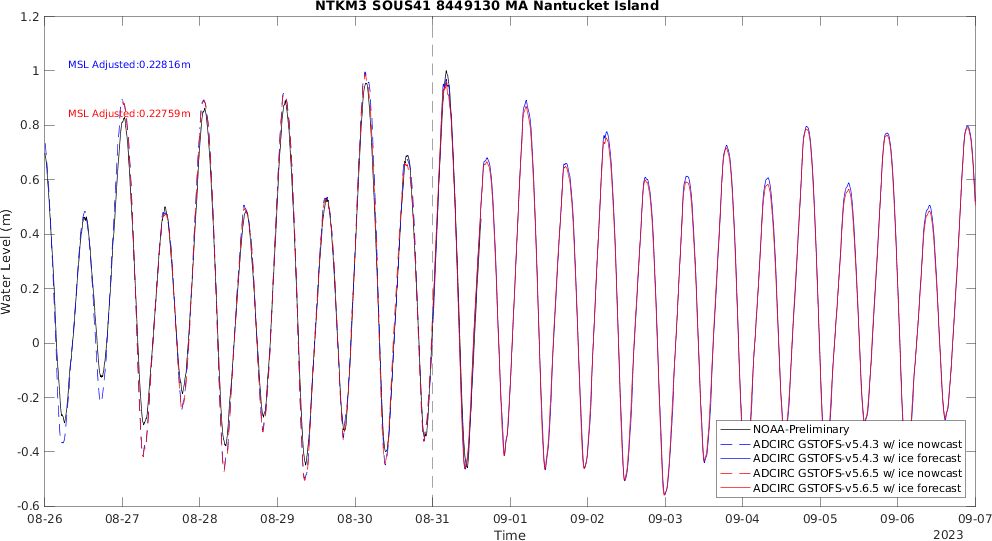 NTKM3 SOUS41 8449130 MA Nantucket Island
1.2
1
0.8
0.6
0.4
0.2
0
-0.2
-0.4
-0.6
Water Level (m)
MSL Adjusted:0.22816m
MSL Adjusted:0.22759m
NOAA-Preliminary
ADCIRC GSTOFS-v5.4.3 w/ ice nowcast
ADCIRC GSTOFS-v5.4.3 w/ ice forecast
ADCIRC GSTOFS-v5.6.5 w/ ice nowcast
ADCIRC GSTOFS-v5.6.5 w/ ice forecast
08-26 08-27 08-28 08-29 08-30 08-31 09-01 09-02 09-03 09-04 09-05 09-06 09-07
Time
2023